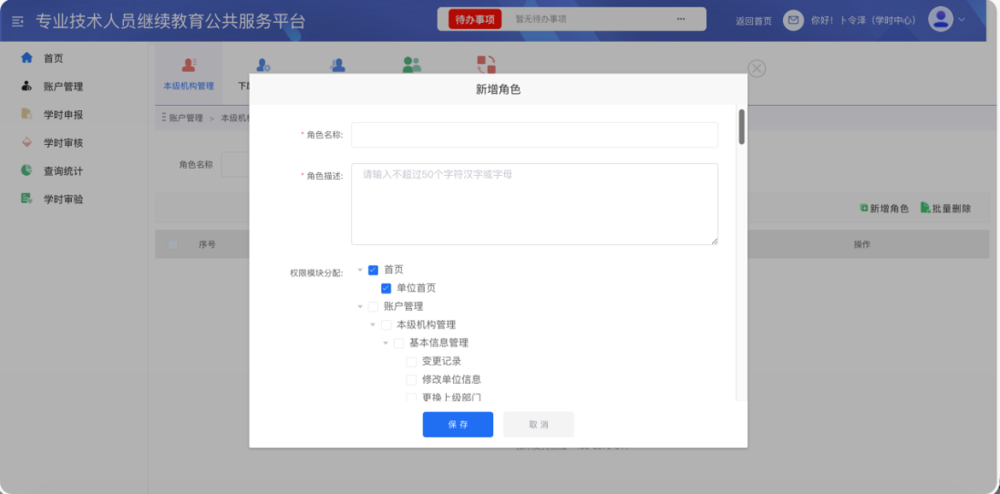 专业技术人员继续教育公共服务平台
待办事项 暂无待办事项 ···
返回首页 你好！卜令泽（学时中心）
首页
账户管理
学时申报
学时审核
查询统计
学时审验
本级机构管理
账户管理 > 本级机
角色名称
新增角色 批量删除
序号 操作
新增角色
* 角色名称:
* 角色描述: 请输入不超过50个字符汉字或字母
权限模块分配: 首页
单位首页
账户管理
本级机构管理
基本信息管理
变更记录
修改单位信息
更换上级部门
保 存 取 消